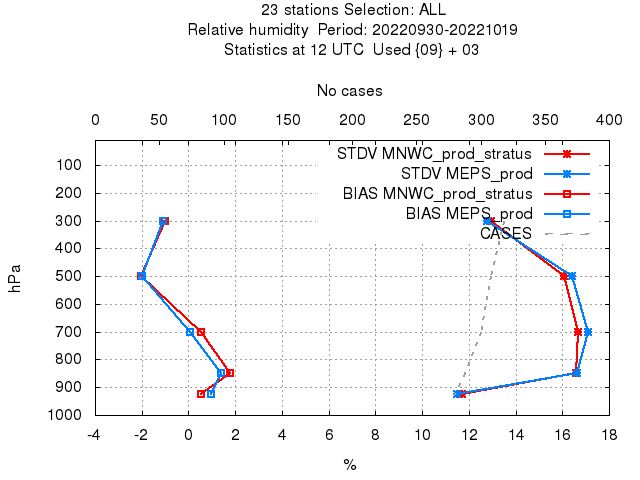 23 stations Selection: ALL
Relative humidity  Period: 20220930-20221019
Statistics at 12 UTC  Used {09} + 03
No cases
0 50 100 150 200 250 300 350 400
STDV MNWC_prod_stratus
STDV MEPS_prod
BIAS MNWC_prod_stratus
BIAS MEPS_prod
CASES
hPa
100
200
300
400
500
600
700
800
900
1000
-4 -2 0 2 4 6 8 10 12 14 16 18
%